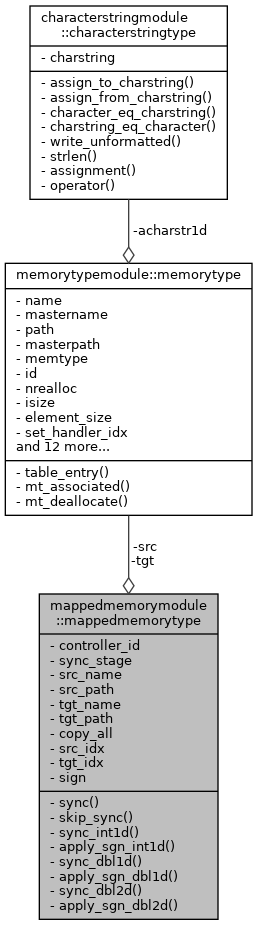 characterstringmodule
::characterstringtype
- charstring
- assign_to_charstring()
- assign_from_charstring()
- character_eq_charstring()
- charstring_eq_character()
- write_unformatted()
- strlen()
- assignment()
- operator()
-acharstr1d
memorytypemodule::memorytype
- name
- mastername
- path
- masterpath
- memtype
- id
- nrealloc
- isize
- element_size
- set_handler_idx
and 12 more...
- table_entry()
- mt_associated()
- mt_deallocate()
-src
-tgt
mappedmemorymodule
::mappedmemorytype
- controller_id
- sync_stage
- src_name
- src_path
- tgt_name
- tgt_path
- copy_all
- src_idx
- tgt_idx
- sign
- sync()
- skip_sync()
- sync_int1d()
- apply_sgn_int1d()
- sync_dbl1d()
- apply_sgn_dbl1d()
- sync_dbl2d()
- apply_sgn_dbl2d()